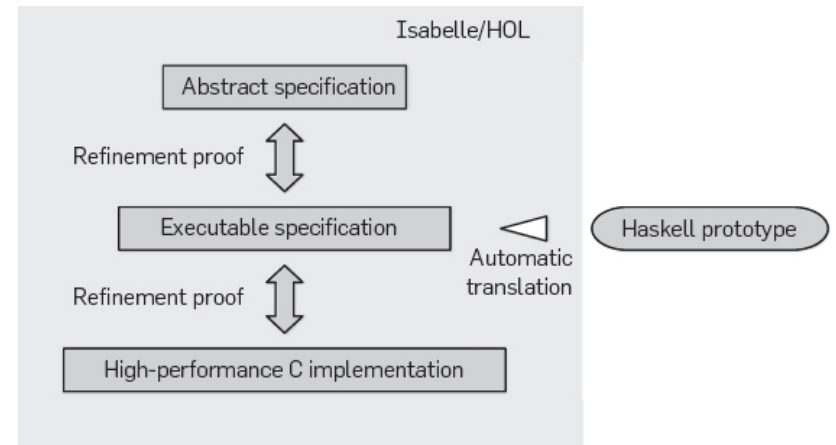 Isabelle/HOL
Abstract specification
Refinement proof
Executable specification
Haskell prototype
Automatic
translation
Refinement proof
High-performance C implementation